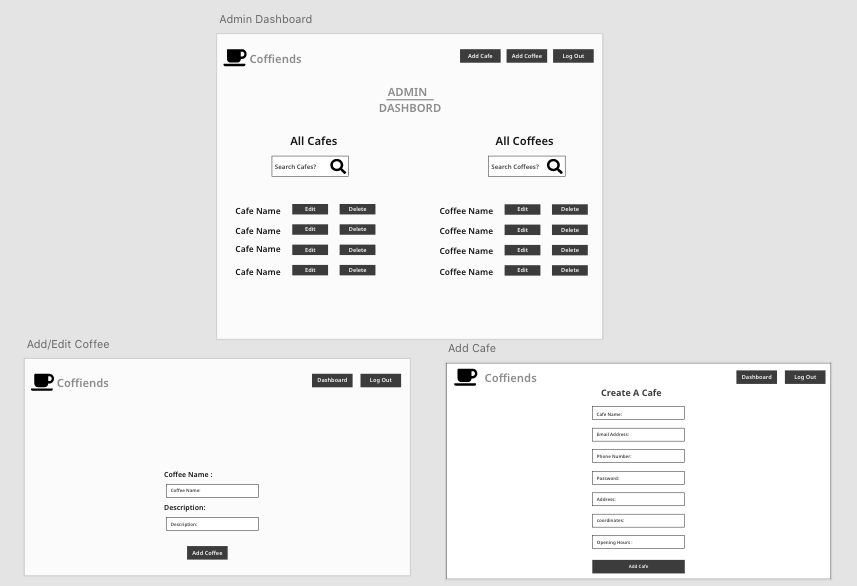 Admin Dashboard
Coffiends
Add Cafe Add Coffee Log Out
ADMIN
DASHBORD
All Cafes All Coffees
Search Cafes? Search Coffees?
Cafe Name Edit Delete Coffee Name Edit Delete
Cafe Name Edit Delete Coffee Name Edit Delete
Cafe Name Edit Delete Coffee Name Edit Delete
Cafe Name Edit Delete Coffee Name Edit Delete
Add/Edit Coffee
Coffiends
Dashboard Log Out
Coffee Name :
Coffee Name:
Description:
Description:
Add Coffee
Add Cafe
Coffiends
Dashboard Log Out
Create A Cafe
Cafe Name:
Email Address:
Phone Number:
Password:
Address:
coordinates:
Opening Hours :
Add Cafe